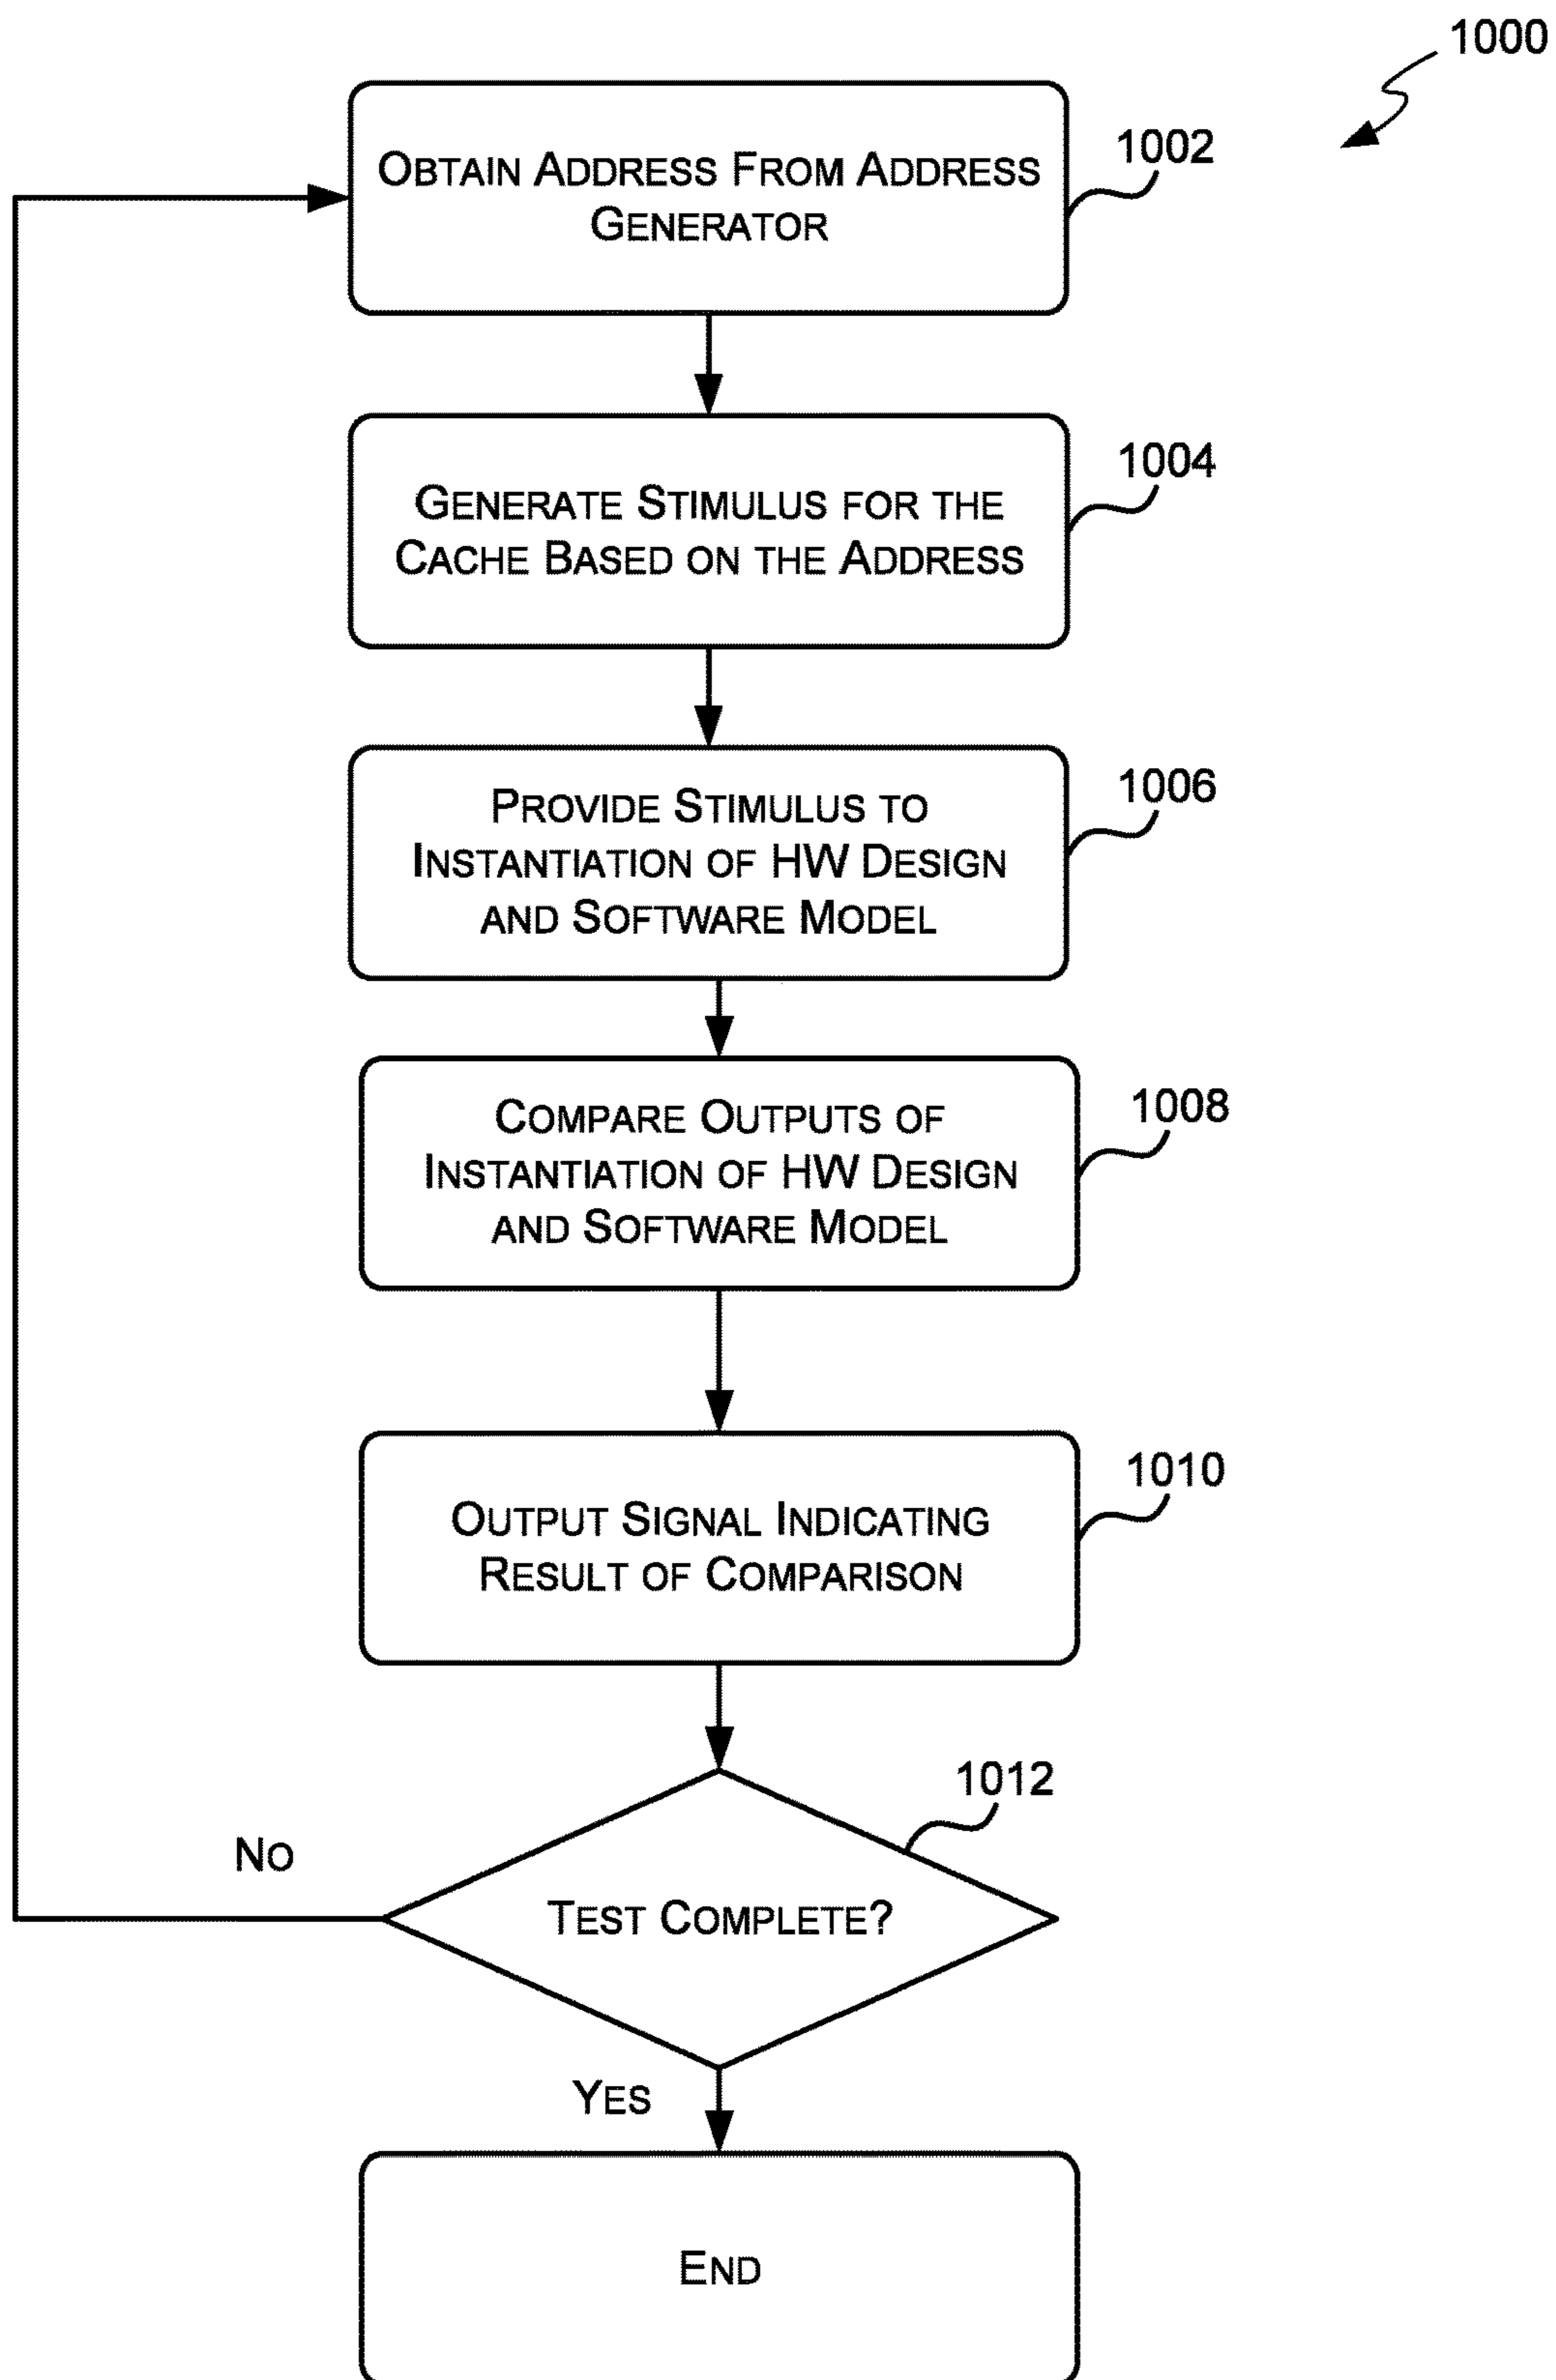 1000
1002
Obtain Address From Address
Generator
1004
Generate Stimulus for the
Cache Based on the Address
1006
Provide Stimulus to
Instantiation of HW Design
and Software Model
1008
Compare Outputs of
Instantiation of HW Design
and Software Model
1010
Output Signal Indicating
Result of Comparison
1012
No
Test Complete?
Yes
End